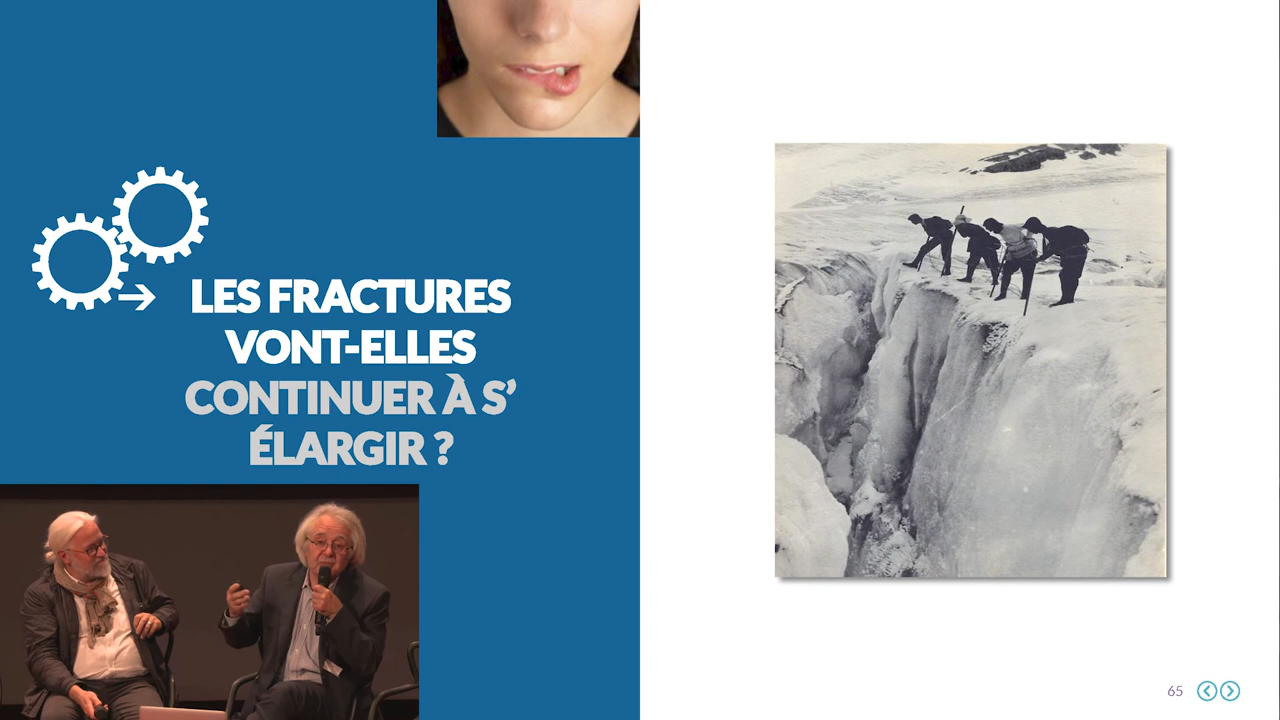 LES FRACTURES
VONT-ELLES
CONTINUER À S’
ÉLARGIR ?
65